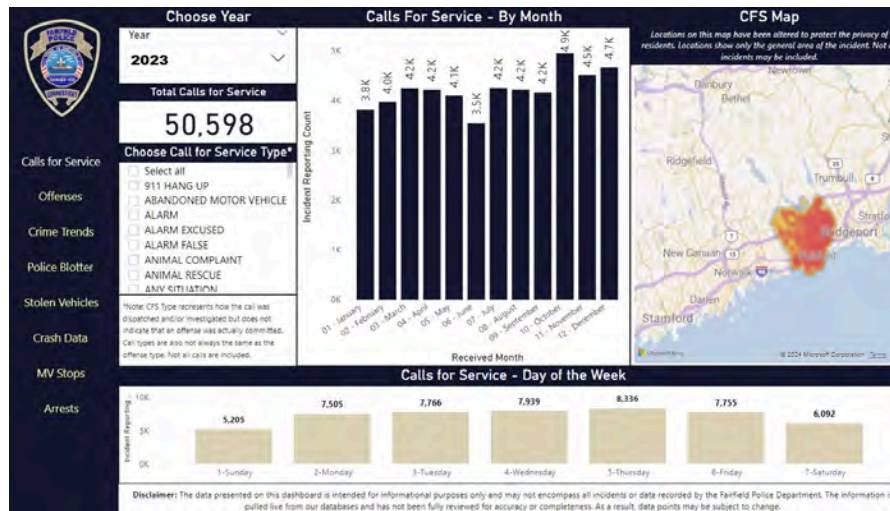 FAIRFIELD
POLICE
CONNECTICUT
Calls for Service
Offenses
Crime Trends
Police Blotter
Stolen Vehicles
Crash Data
MV Stops
Arrests
Choose Year
Year
2023
Total Calls for Service
50,598
Choose Call for Service Type*
Select all
911 HANG UP
ABANDONED MOTOR VEHICLE
ALARM
ALARM EXCUSED
ALARM FALSE
ANIMAL COMPLAINT
ANIMAL RESCUE
ANY SITUATION
*Note: CFS Type represents how the call was
dispatched and/or investigated but does not
indicate that an offense was actually committed.
Call types are also not always the same as the
offense type. Not all calls are included.
Calls For Service - By Month
Incident Reporting Count
5K
4K
3K
2K
1K
0K
3.8K
4.0K
4.2K
4.2K
4.1K
3.5K
4.2K
4.2K
4.2K
4.9K
4.5K
4.7K
01 - January
02 - February
03 - March
04 - April
05 - May
06 - June
07 - July
08 - August
09 - September
10 - October
11 - November
12 - December
Received Month
CFS Map
Locations on this map have been altered to protect the privacy of
residents. Locations show only the general area of the incident. Not
incidents may be included.
Newtown
Danbury
Bethel
Ridgefield
25
Trumbull
8
Stratfo
Bridgeport
7
New Canaan
15
Norwalk
95
Darien
Stamford
Microsoft Bing
© 2024 Microsoft Corporation Terms
Calls for Service - Day of the Week
Incident Reporting
10K
5K
0K
5,205
7,505
7,766
7,939
8,336
7,755
6,092
1-Sunday
2-Monday
3-Tuesday
4-Wednesday
5-Thursday
6-Friday
7-Saturday
Disclaimer: The data presented on this dashboard is intended for informational purposes only and may not encompass all incidents or data recorded by the Fairfield Police Department. The information is
pulled live from our databases and has not been fully reviewed for accuracy or completeness. As a result, data points may be subject to change.